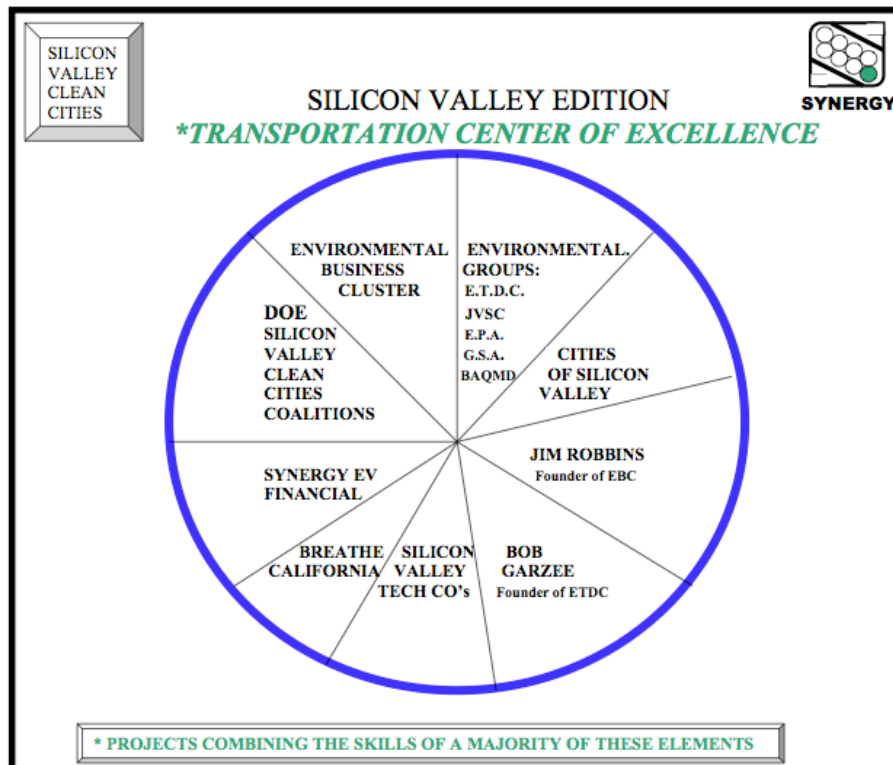 SILICON
VALLEY
CLEAN
CITIES
SYNERGY
SILICON VALLEY EDITION
*TRANSPORTATION CENTER OF EXCELLENCE
ENVIRONMENTAL
BUSINESS
CLUSTER
ENVIRONMENTAL.
GROUPS:
E.T.D.C.
JVSC
E.P.A.
G.S.A.
BAQMD
CITIES
OF SILICON
VALLEY
JIM ROBBINS
Founder of EBC
BOB
GARZEE
Founder of ETDC
SILICON
VALLEY
TECH CO's
BREATHE
CALIFORNIA
SYNERGY EV
FINANCIAL
DOE
SILICON
VALLEY
CLEAN
CITIES
COALITIONS
* PROJECTS COMBINING THE SKILLS OF A MAJORITY OF THESE ELEMENTS